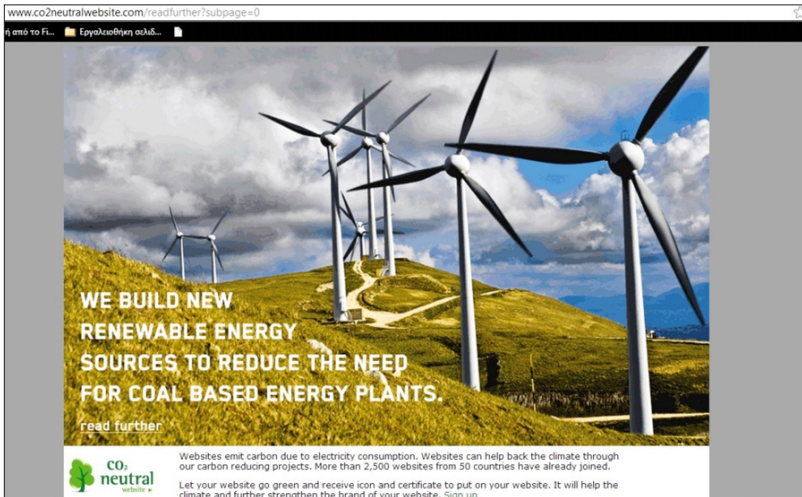 www.co2neutralwebsite.com/readfurther?subpage=0
ή από το Fi... Εργαλειοθήκη σελιδ...
WE BUILD NEW
RENEWABLE ENERGY
SOURCES TO REDUCE THE NEED
FOR COAL BASED ENERGY PLANTS.
read further
CO₂
neutral
website
Websites emit carbon due to electricity consumption. Websites can help back the climate through
our carbon reducing projects. More than 2,500 websites from 50 countries have already joined.
Let your website go green and receive icon and certificate to put on your website. It will help the
climate and further strengthen the brand of your website. Sign up